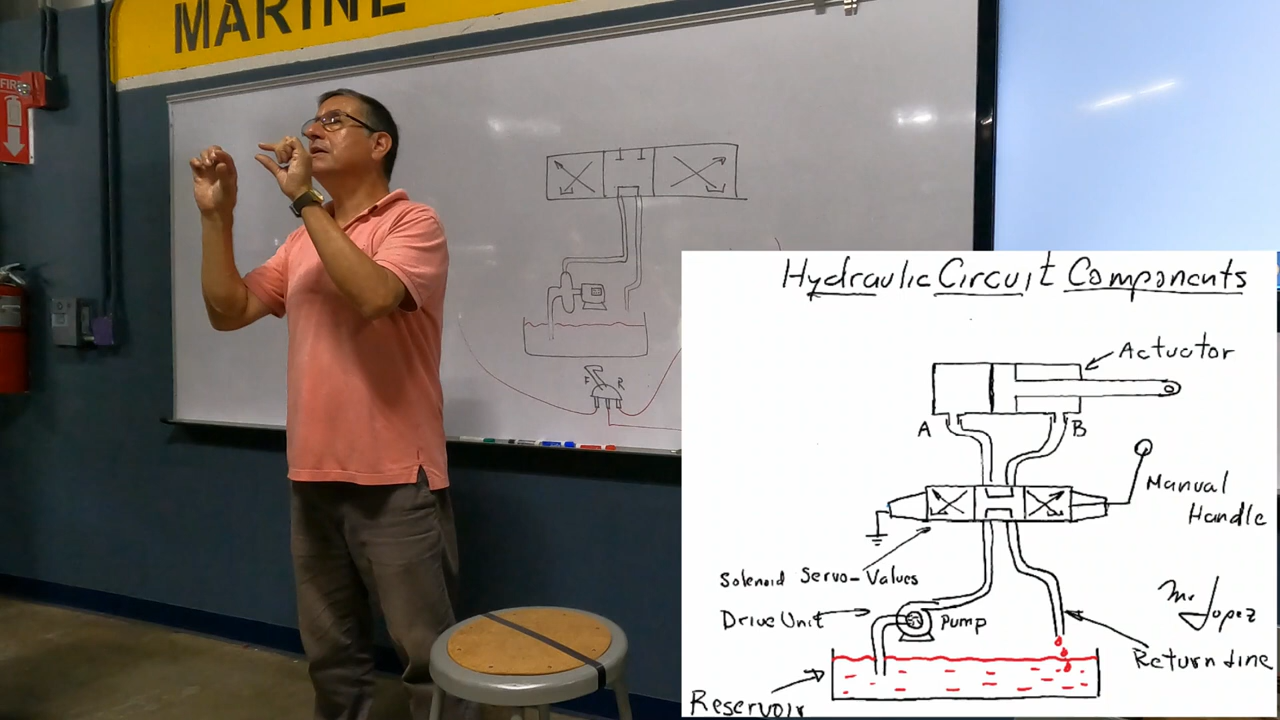 MARINE
FIRE
F R
Hydraulic Circuit Components
Actuator
A B
Manual
Handle
Solenoid Servo-Values
Drive Unit
Pump
Mr Lopez
Return Line
Reservoir